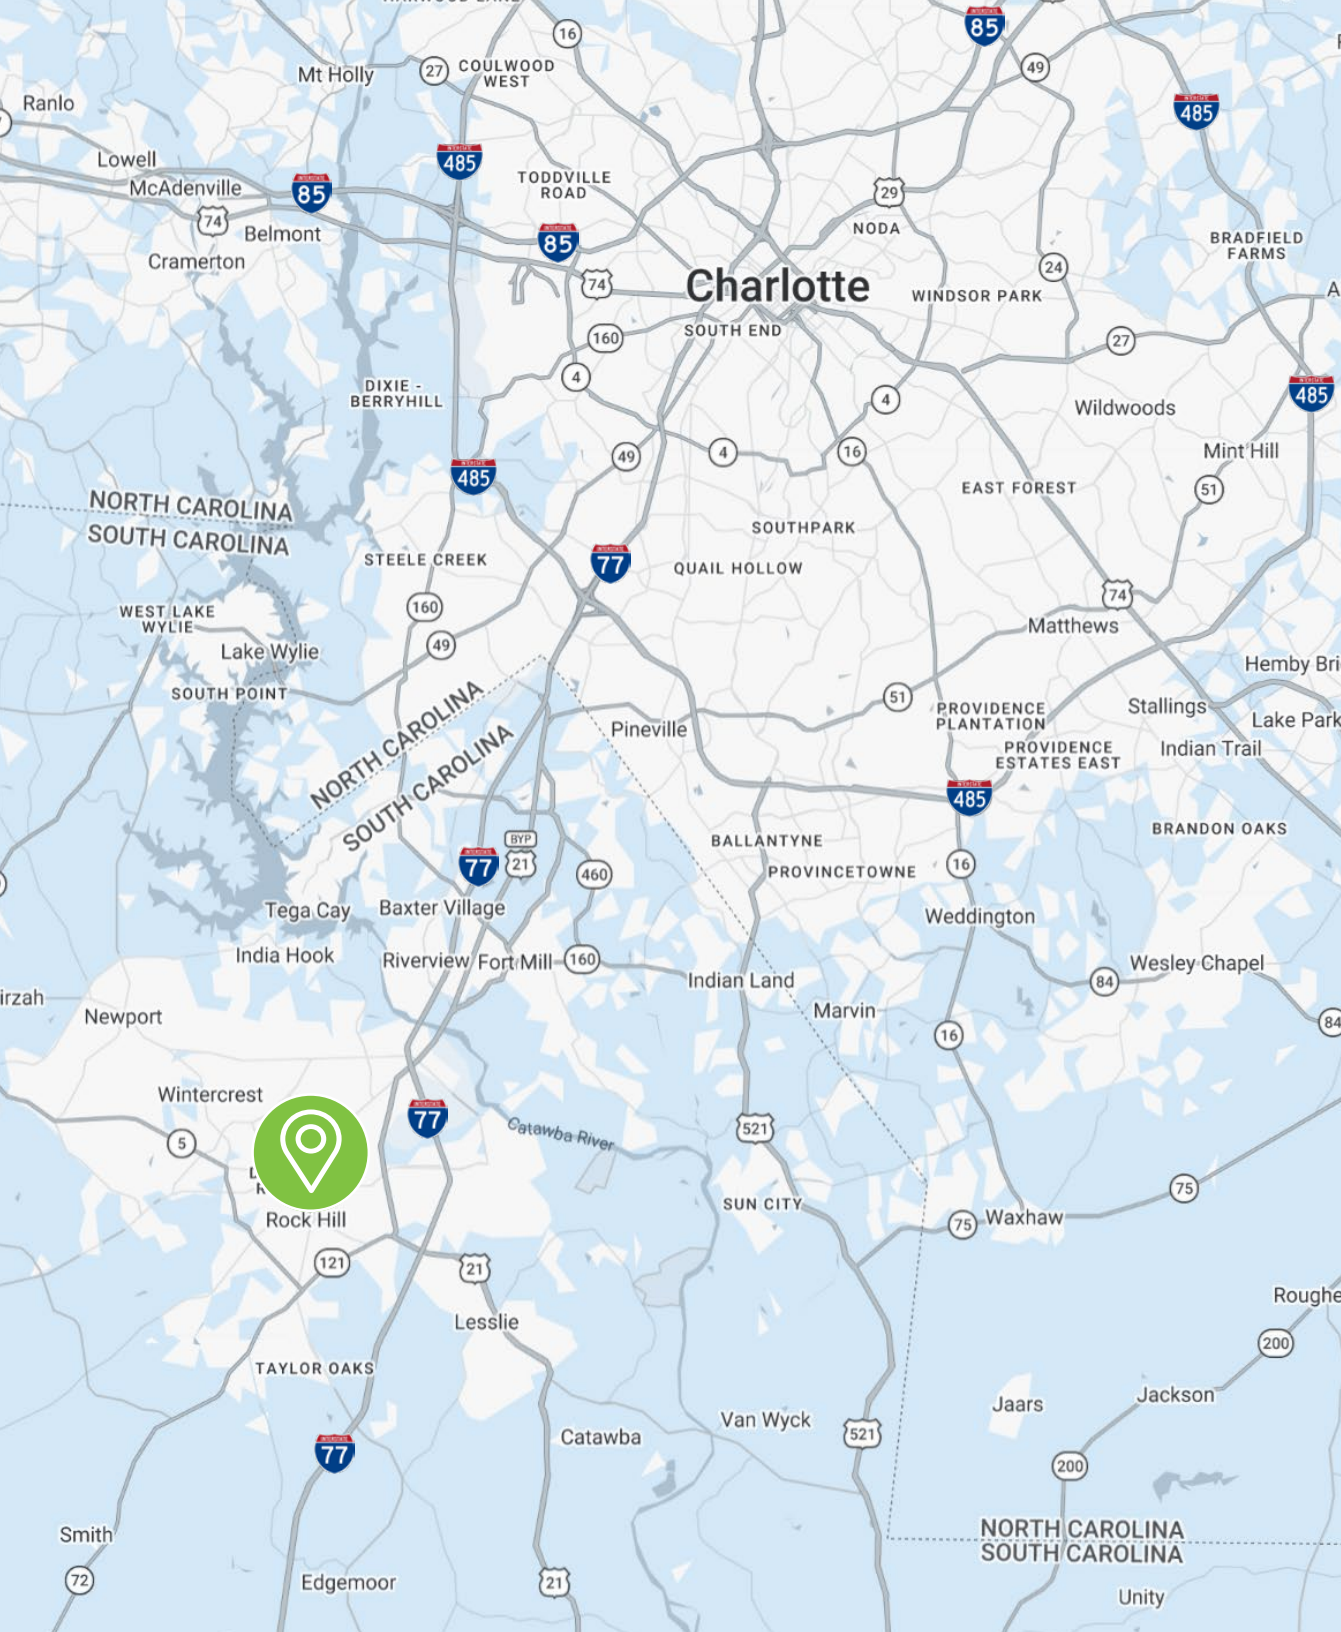 85
16
49
COULWOOD
WEST
27
Mt Holly
Ranlo
485
485
Lowell
TODDVILLE
ROAD
McAdenville
85
29
74
NODA
Belmont
85
BRADFIELD
FARMS
Cramerton
24
74
Charlotte
WINDSOR PARK
SOUTH END
160
27
4
DIXIE -
BERRYHILL
485
4
Wildwoods
49
4
16
Mint Hill
485
EAST FOREST
51
NORTH CAROLINA
SOUTH CAROLINA
SOUTHPARK
STEELE CREEK
77
QUAIL HOLLOW
74
160
WEST LAKE
WYLIE
Matthews
49
Lake Wylie
Hemby Bri
SOUTH POINT
51
PROVIDENCE
PLANTATION
Stallings
Lake Park
Pineville
NORTH CAROLINA
SOUTH CAROLINA
PROVIDENCE
ESTATES EAST
Indian Trail
485
BRANDON OAKS
BYP
21
77
BALLANTYNE
460
PROVINCETOWNE
16
Tega Cay
Baxter Village
Weddington
India Hook
Riverview
Fort Mill
160
Wesley Chapel
Indian Land
84
irzah
Newport
Marvin
84
16
Wintercrest
77
Catawba River
521
5
75
SUN CITY
Rock Hill
75
Waxhaw
121
21
Roughe
Lesslie
200
TAYLOR OAKS
Jackson
Jaars
Van Wyck
521
Catawba
77
200
Smith
NORTH CAROLINA
SOUTH CAROLINA
72
Edgemoor
21
Unity